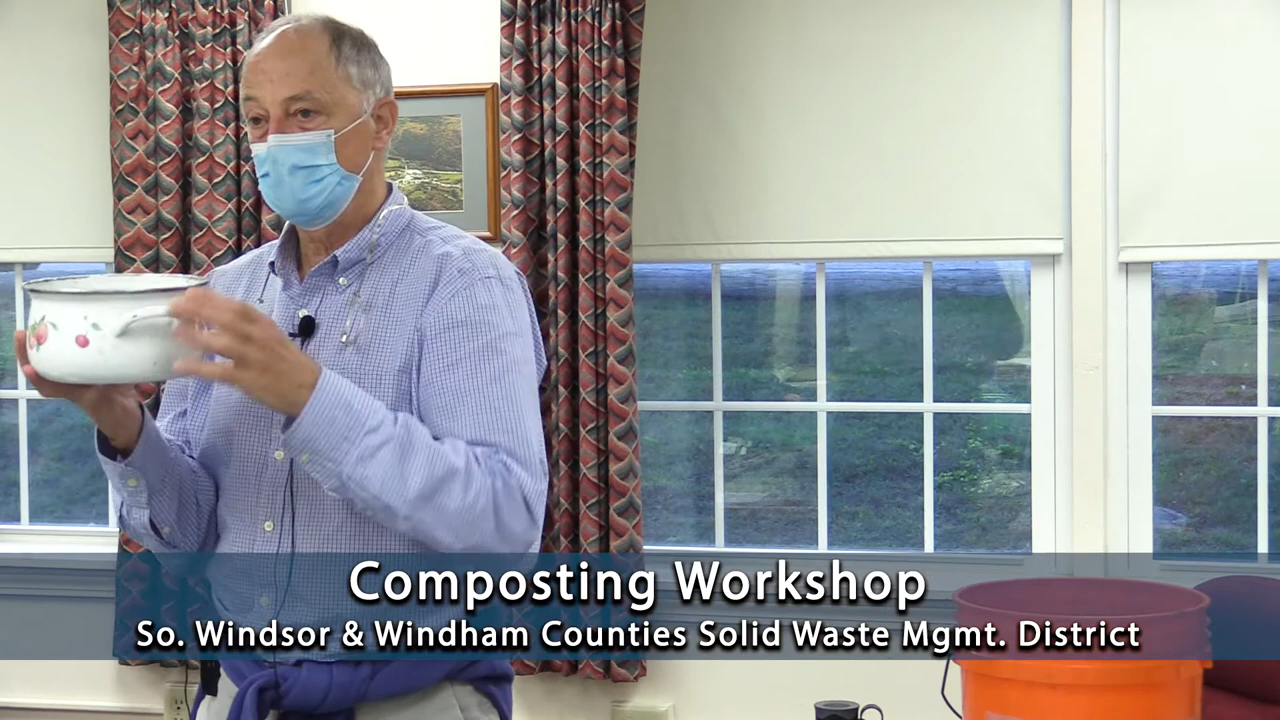 Composting Workshop
So. Windsor & Windham Counties Solid Waste Mgmt. District